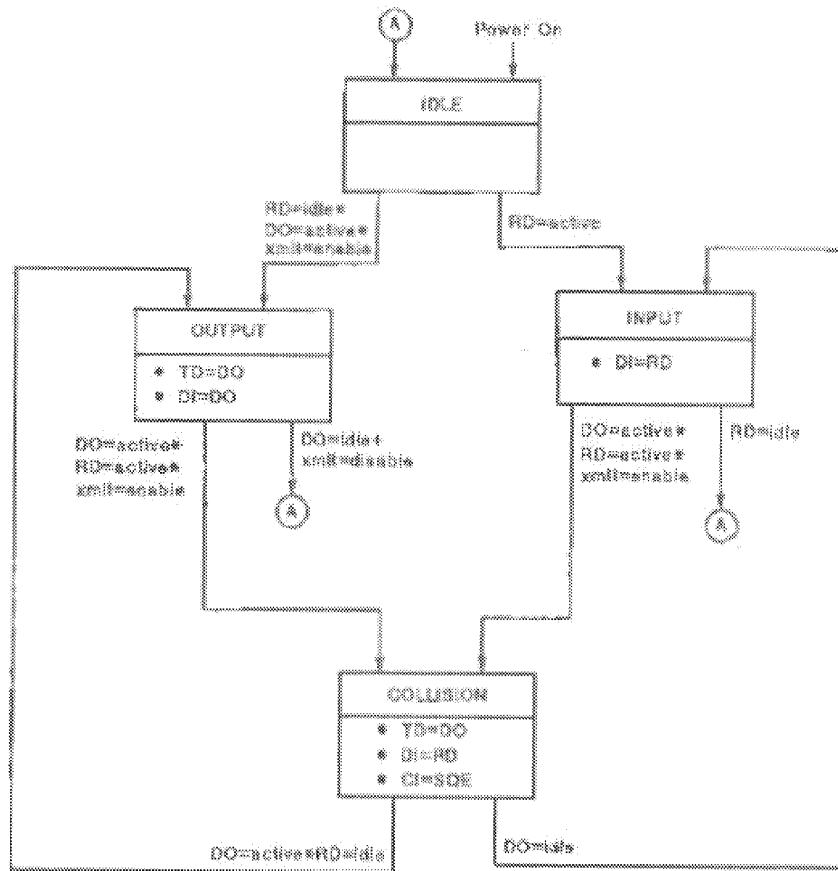 A
Power On
IDLE
RD=idle*
DO=active*
xmit=enable
RD=active
OUTPUT
• TD=DO
• DI=DO
INPUT
• DI=RD
DO=active*
RD=active*
xmit=enable
DO=idle+
xmit=disable
A
DO=active*
RD=active*
xmit=enable
RD=idle
A
COLLISION
• TD=DO
• DI=RD
• CI=SQE
DO=active*RD=idle
DO=idle